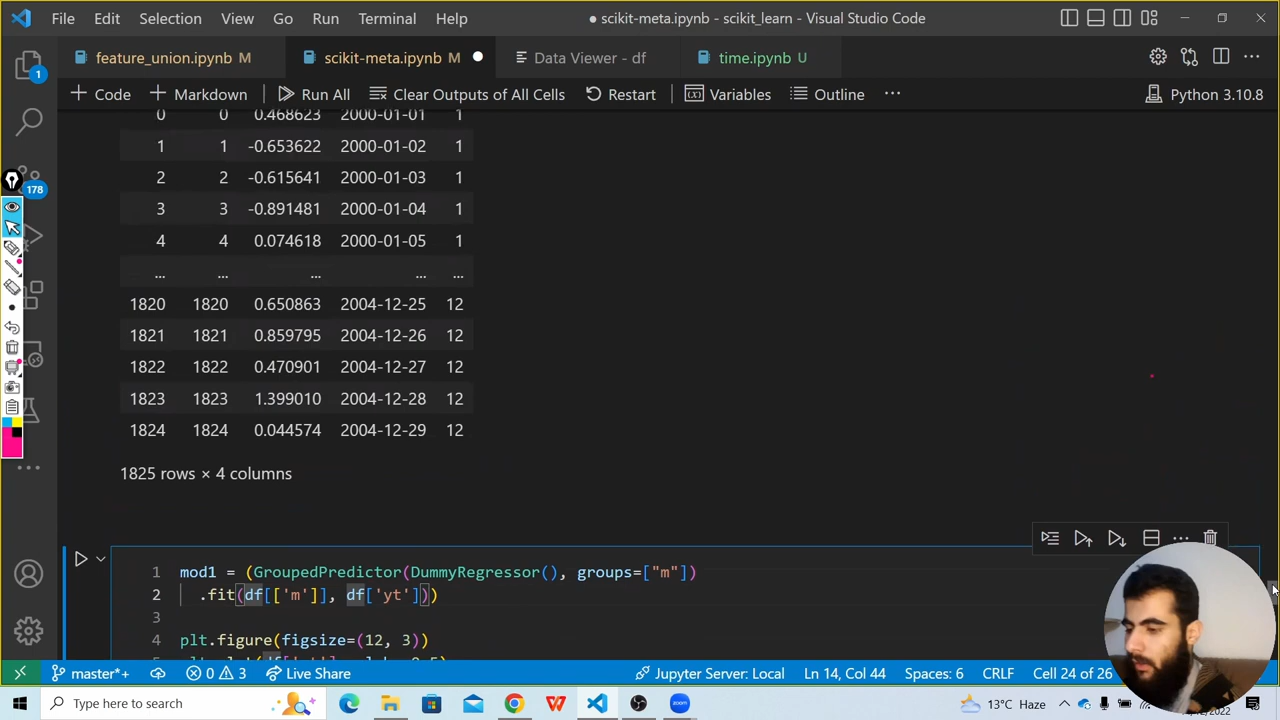 File Edit Selection View Go Run Terminal Help
● scikit-meta.ipynb - scikit_learn - Visual Studio Code
feature_union.ipynb M
scikit-meta.ipynb M
Data Viewer - df
time.ipynb U
+ Code + Markdown Run All Clear Outputs of All Cells Restart Variables Outline ...
Python 3.10.8
1
178
0 0 0.468623 2000-01-01 1
1 1 -0.653622 2000-01-02 1
2 2 -0.615641 2000-01-03 1
3 3 -0.891481 2000-01-04 1
4 4 0.074618 2000-01-05 1
... ... ... ... ...
1820 1820 0.650863 2004-12-25 12
1821 1821 0.859795 2004-12-26 12
1822 1822 0.470901 2004-12-27 12
1823 1823 1.399010 2004-12-28 12
1824 1824 0.044574 2004-12-29 12
1825 rows × 4 columns
1 mod1 = (GroupedPredictor(DummyRegressor(), groups=["m"])
2 .fit(df[['m']], df['yt']))
3
4 plt.figure(figsize=(12, 3))
master*+ 0 3 Live Share
Jupyter Server: Local Ln 14, Col 44 Spaces: 6 CRLF Cell 24 of 26
Type here to search
13°C Haze